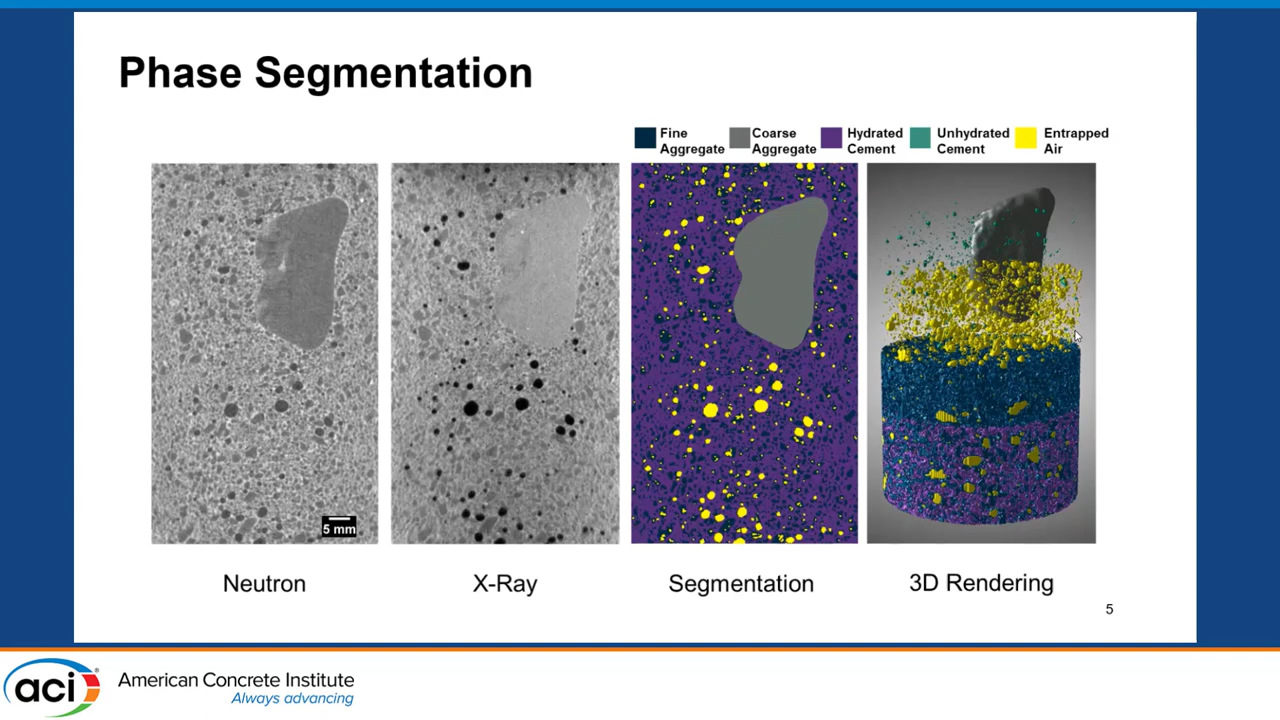 Phase Segmentation
Fine Aggregate
Coarse Aggregate
Hydrated Cement
Unhydrated Cement
Entrapped Air
5 mm
Neutron
X-Ray
Segmentation
3D Rendering
5
aci®
American Concrete Institute
Always advancing